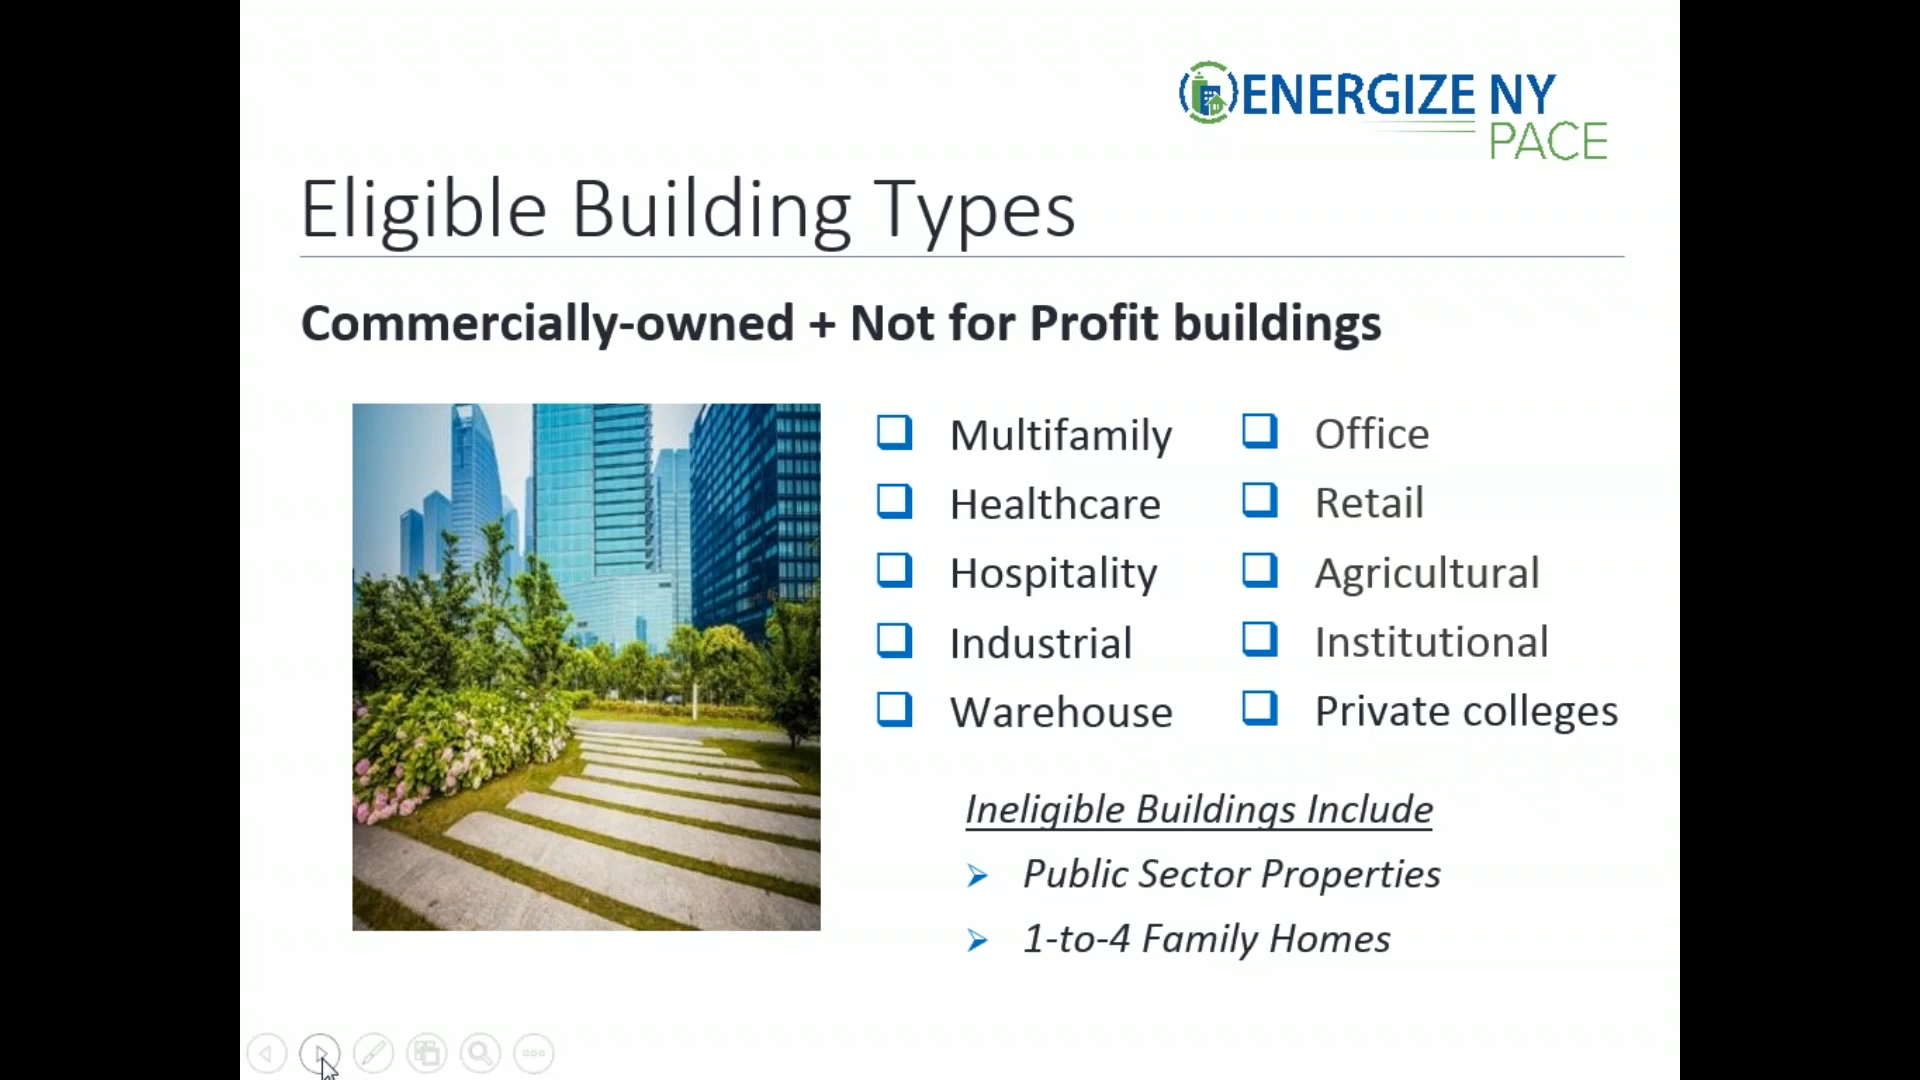 ENERGIZE NY
PACE
Eligible Building Types
Commercially-owned + Not for Profit buildings
Multifamily
Healthcare
Hospitality
Industrial
Warehouse
Office
Retail
Agricultural
Institutional
Private colleges
Ineligible Buildings Include
Public Sector Properties
1-to-4 Family Homes